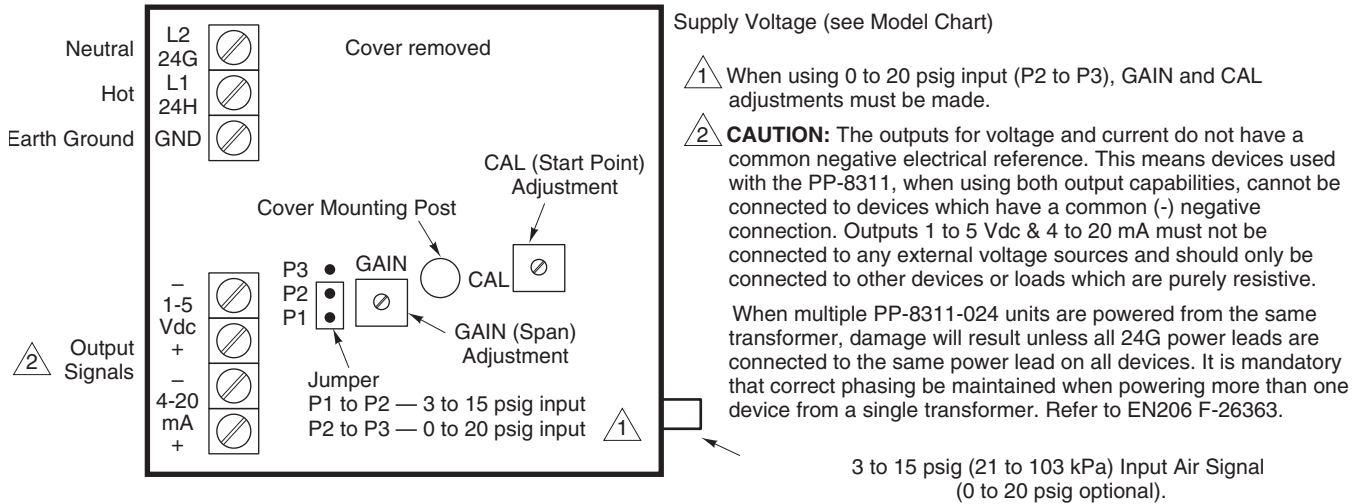 Supply Voltage (see Model Chart)
Neutral
L2
24G
Cover removed
Hot
L1
24H
Earth Ground
GND
1
When using 0 to 20 psig input (P2 to P3), GAIN and CAL
adjustments must be made.
2
CAUTION: The outputs for voltage and current do not have a
common negative electrical reference. This means devices used
with the PP-8311, when using both output capabilities, cannot be
connected to devices which have a common (-) negative
connection. Outputs 1 to 5 Vdc & 4 to 20 mA must not be
connected to any external voltage sources and should only be
connected to other devices or loads which are purely resistive.
When multiple PP-8311-024 units are powered from the same
transformer, damage will result unless all 24G power leads are
connected to the same power lead on all devices. It is mandatory
that correct phasing be maintained when powering more than one
device from a single transformer. Refer to EN206 F-26363.
CAL (Start Point)
Adjustment
Cover Mounting Post
P3
P2
P1
GAIN
CAL
GAIN (Span)
Adjustment
2
Output
Signals
–
1-5
Vdc
+
–
4-20
mA
+
Jumper
P1 to P2 — 3 to 15 psig input
P2 to P3 — 0 to 20 psig input
1
3 to 15 psig (21 to 103 kPa) Input Air Signal
(0 to 20 psig optional).